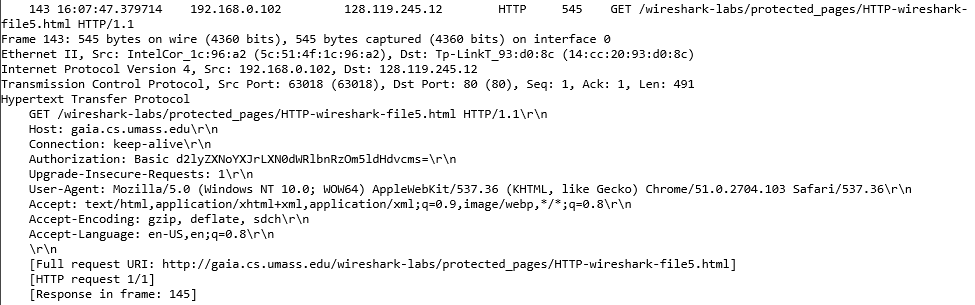 143 16:07:47.379714 192.168.0.102 128.119.245.12 HTTP 545 GET /wireshark-labs/protected_pages/HTTP-wireshark-
file5.html HTTP/1.1
Frame 143: 545 bytes on wire (4360 bits), 545 bytes captured (4360 bits) on interface 0
Ethernet II, Src: IntelCor_1c:96:a2 (5c:51:4f:1c:96:a2), Dst: Tp-LinkT_93:d0:8c (14:cc:20:93:d0:8c)
Internet Protocol Version 4, Src: 192.168.0.102, Dst: 128.119.245.12
Transmission Control Protocol, Src Port: 63018 (63018), Dst Port: 80 (80), Seq: 1, Ack: 1, Len: 491
Hypertext Transfer Protocol
GET /wireshark-labs/protected_pages/HTTP-wireshark-file5.html HTTP/1.1\r\n
Host: gaia.cs.umass.edu\r\n
Connection: keep-alive\r\n
Authorization: Basic d2lyZXNoYXJrLXN0dWRlbnRzOm5ldHdvcms=\r\n
Upgrade-Insecure-Requests: 1\r\n
User-Agent: Mozilla/5.0 (Windows NT 10.0; WOW64) AppleWebKit/537.36 (KHTML, like Gecko) Chrome/51.0.2704.103 Safari/537.36\r\n
Accept: text/html,application/xhtml+xml,application/xml;q=0.9,image/webp,*/*;q=0.8\r\n
Accept-Encoding: gzip, deflate, sdch\r\n
Accept-Language: en-US,en;q=0.8\r\n
\r\n
[Full request URI: http://gaia.cs.umass.edu/wireshark-labs/protected_pages/HTTP-wireshark-file5.html]
[HTTP request 1/1]
[Response in frame: 145]